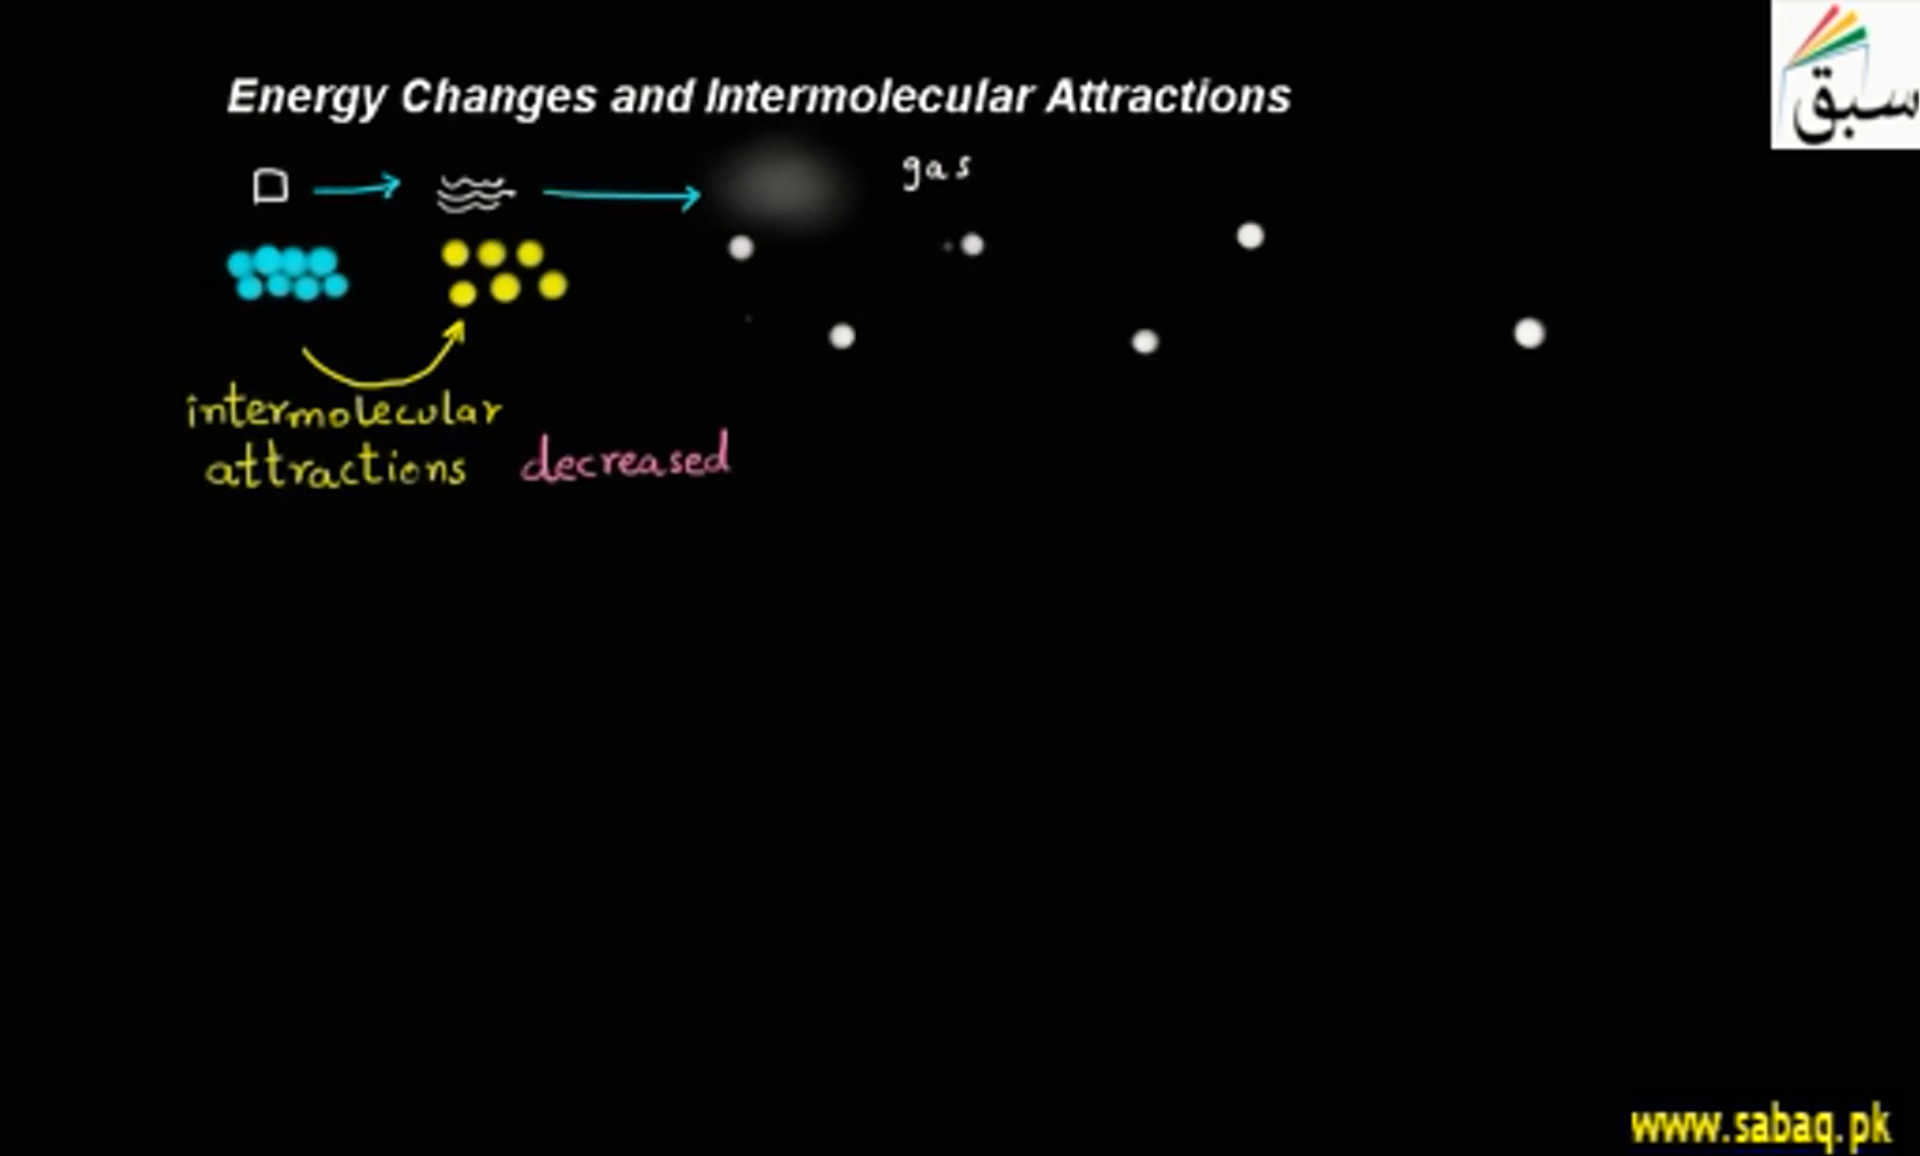 سبق
Energy Changes and Intermolecular Attractions
gas
intermolecular
attractions decreased
www.sabaq.pk